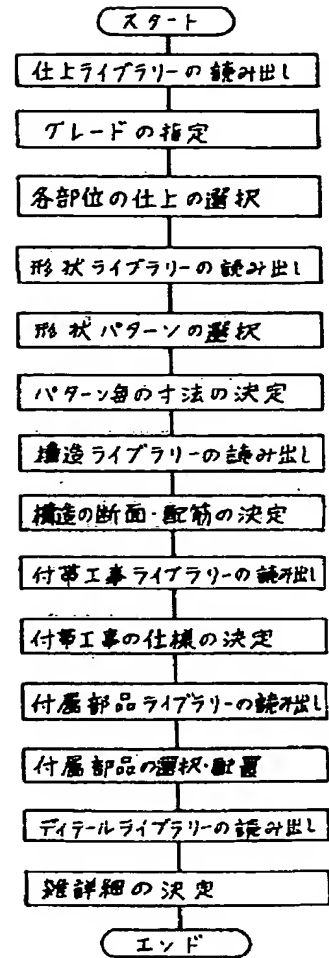 スタート
仕上ライブラリーの読み出し
グレードの指定
各部位の仕上の選択
形状ライブラリーの読み出し
形状パターンの選択
パターン毎の寸法の決定
構造ライブラリーの読み出し
構造の断面・配筋の決定
付帯工事ライブラリーの読み出し
付帯工事の仕様の決定
付属部品ライブラリーの読み出し
付属部品の選択・配置
ディテールライブラリーの読み出し
雑詳細の決定
エンド